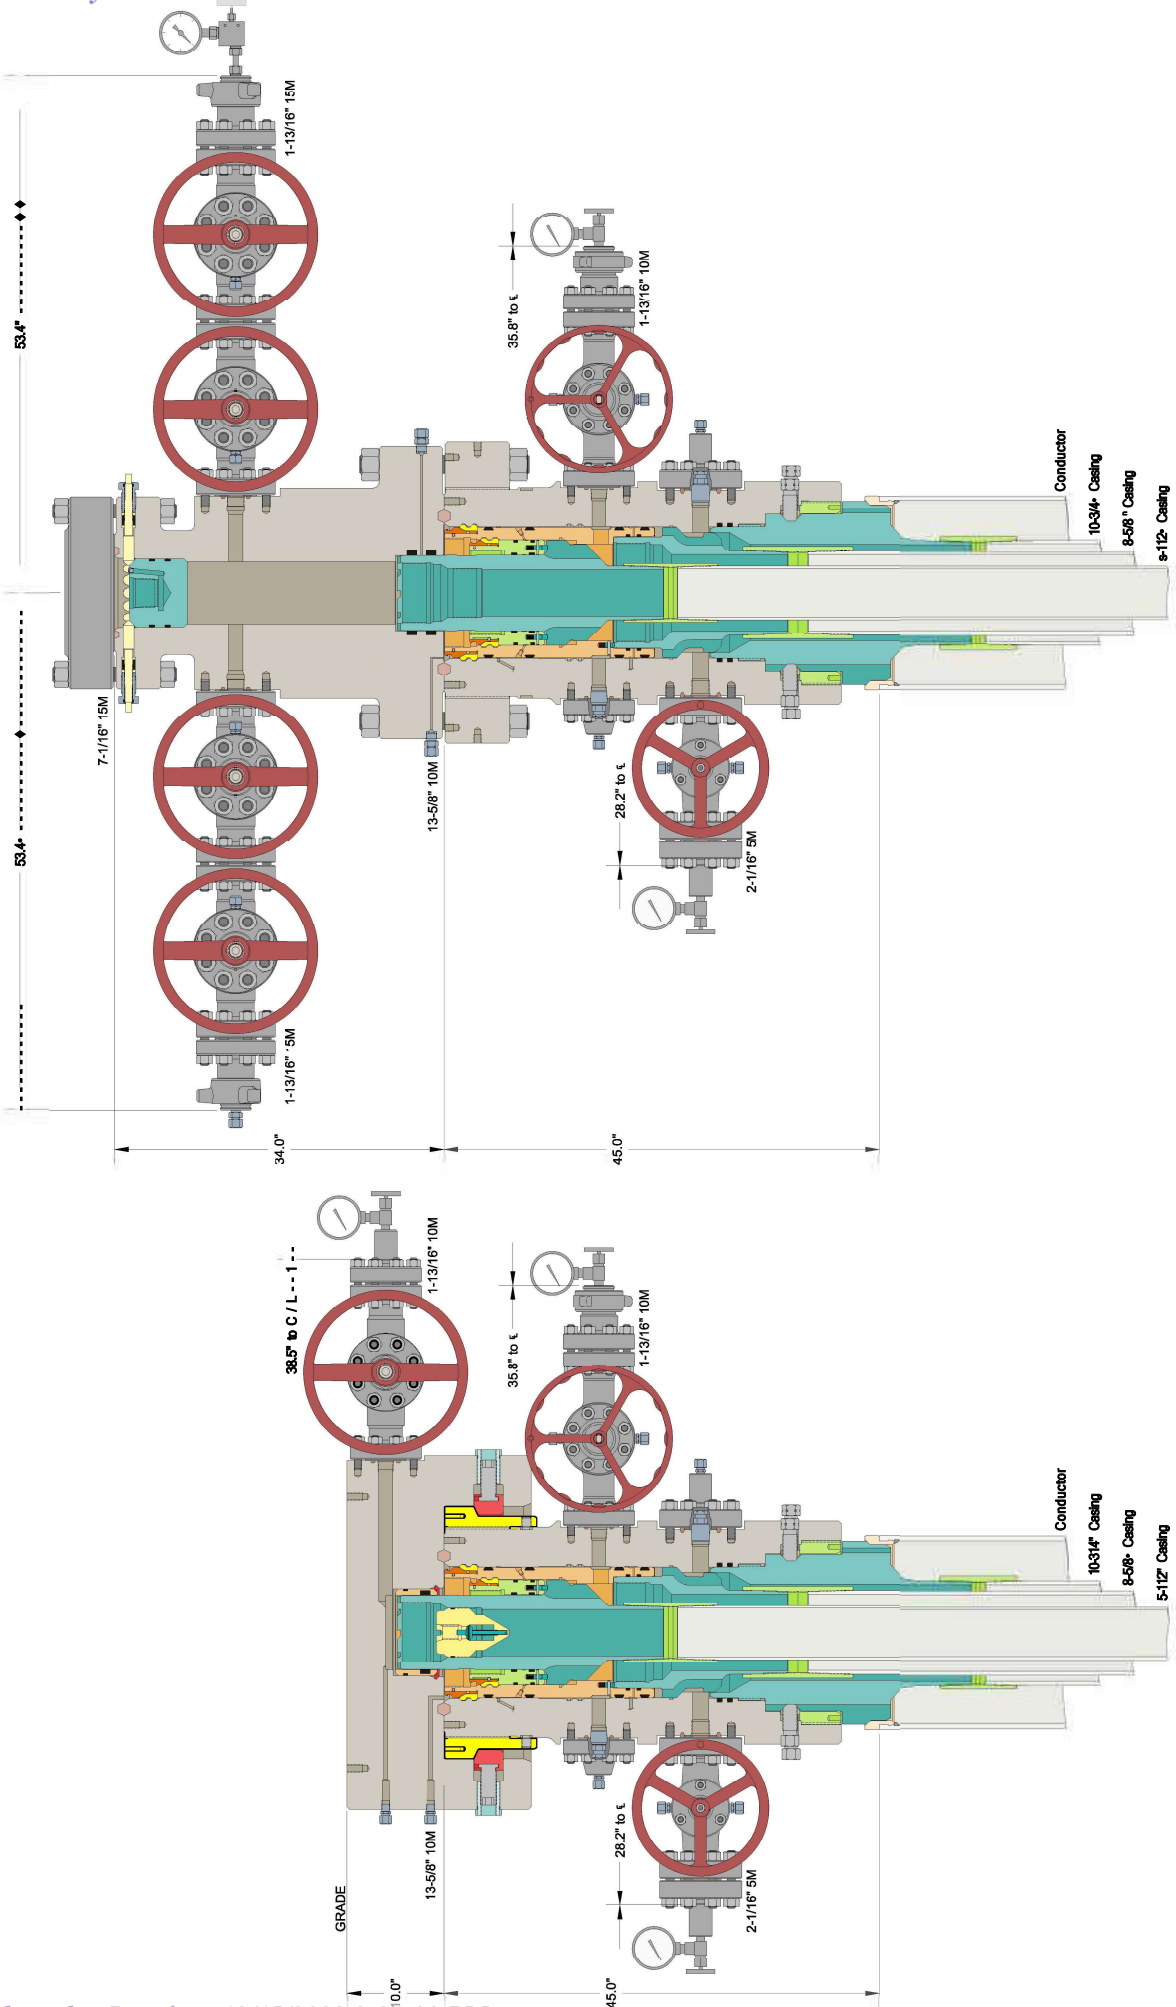 53.4"
53.4"
1-13/16" 15M
35.8" to ℄
1-13/16" 10M
Conductor
10-3/4" Casing
8-5/8 " Casing
s-112" Casing
7-1/16" 15M
13-5/8" 10M
28.2" to ℄
2-1/16" 5M
1-13/16" '5M
34.0"
45.0"
38.5" to C / L - - 1 - -
1-13/16" 10M
35.8" to ℄
1-13/16" 10M
Conductor
10-314" Casing
8-5/8" Casing
5-112" Casing
GRADE
13-5/8" 10M
28.2" to ℄
2-1/16" 5M
10.0"
45.0"